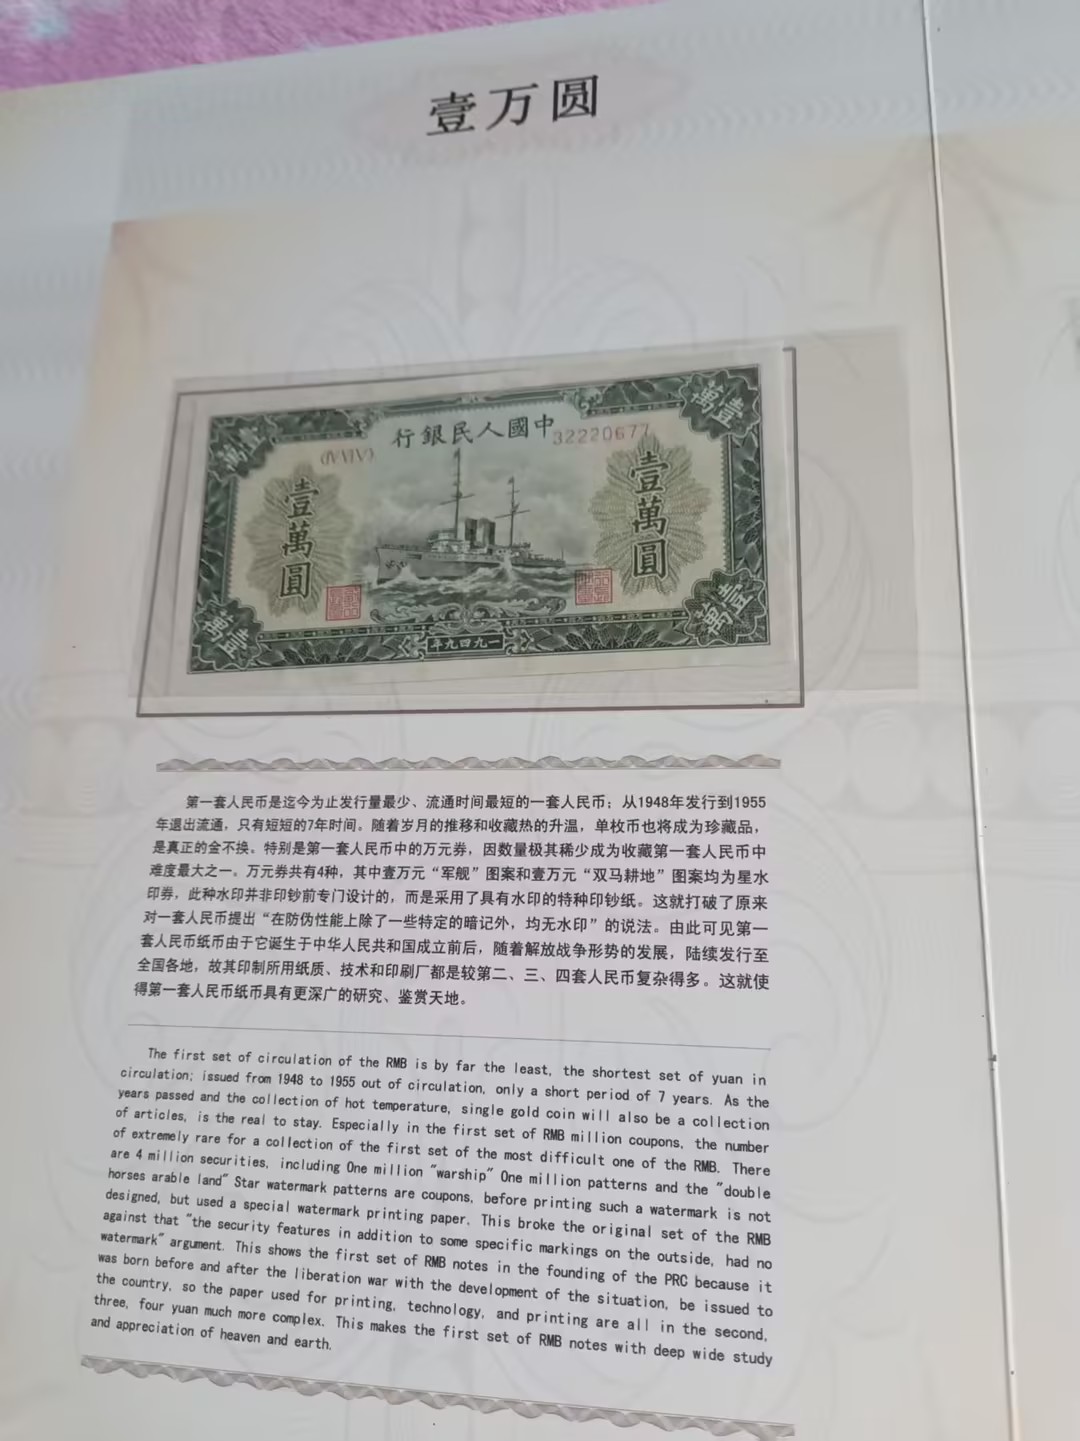 壹万圆
行銀民人國中
32220677
(ⅣⅥⅤ)
壹萬
壹萬
壹萬圓
壹萬圓
壹萬
壹萬
年九四九一
第一套人民币是迄今为止发行量最少、流通时间最短的一套人民币；从1948年发行到1955
年退出流通，只有短短的7年时间。随着岁月的推移和收藏热的升温，单枚币也将成为珍藏品，
是真正的金不换。特别是第一套人民币中的万元券，因数量极其稀少成为收藏第一套人民币中
难度最大之一。万元券共有4种，其中壹万元“军舰”图案和壹万元“双马耕地”图案均为星水
印券，此种水印并非印钞前专门设计的，而是采用了具有水印的特种印钞纸。这就打破了原来
对一套人民币提出“在防伪性能上除了一些特定的暗记外，均无水印”的说法。由此可见第一
套人民币纸币由于它诞生于中华人民共和国成立前后，随着解放战争形势的发展，陆续发行至
全国各地，故其印制所用纸质、技术和印刷厂都是较第二、三、四套人民币复杂得多。这就使
得第一套人民币纸币具有更深广的研究、鉴赏天地。
The first set of circulation of the RMB is by far the least, the shortest set of yuan in
circulation; issued from 1948 to 1955 out of circulation, only a short period of 7 years. As the
years passed and the collection of hot temperature, single gold coin will also be a collection
of articles, is the real to stay. Especially in the first set of RMB million coupons, the number
of extremely rare for a collection of the first set of the most difficult one of the RMB. There
are 4 million securities, including One million "warship" One million patterns and the "double
horses arable land" Star watermark patterns are coupons, before printing such a watermark is not
designed, but used a special watermark printing paper. This broke the original set of the RMB
against that "the security features in addition to some specific markings on the outside, had no
watermark" argument. This shows the first set of RMB notes in the founding of the PRC because it
was born before and after the liberation war with the development of the situation, be issued to
the country, so the paper used for printing, technology, and printing are all in the second,
three, four yuan much more complex. This makes the first set of RMB notes with deep wide study
and appreciation of heaven and earth.